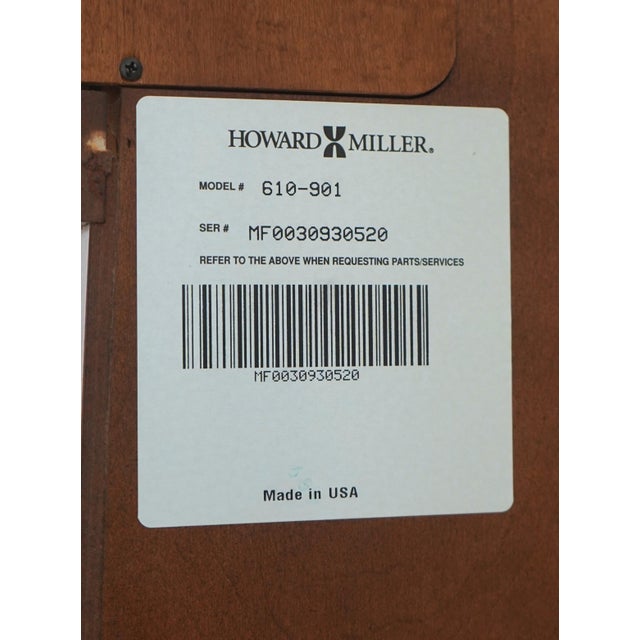 HOWARD MILLER®
MODEL # 610-901
SER # MF0030930520
REFER TO THE ABOVE WHEN REQUESTING PARTS/SERVICES
MF0030930520
Made in USA